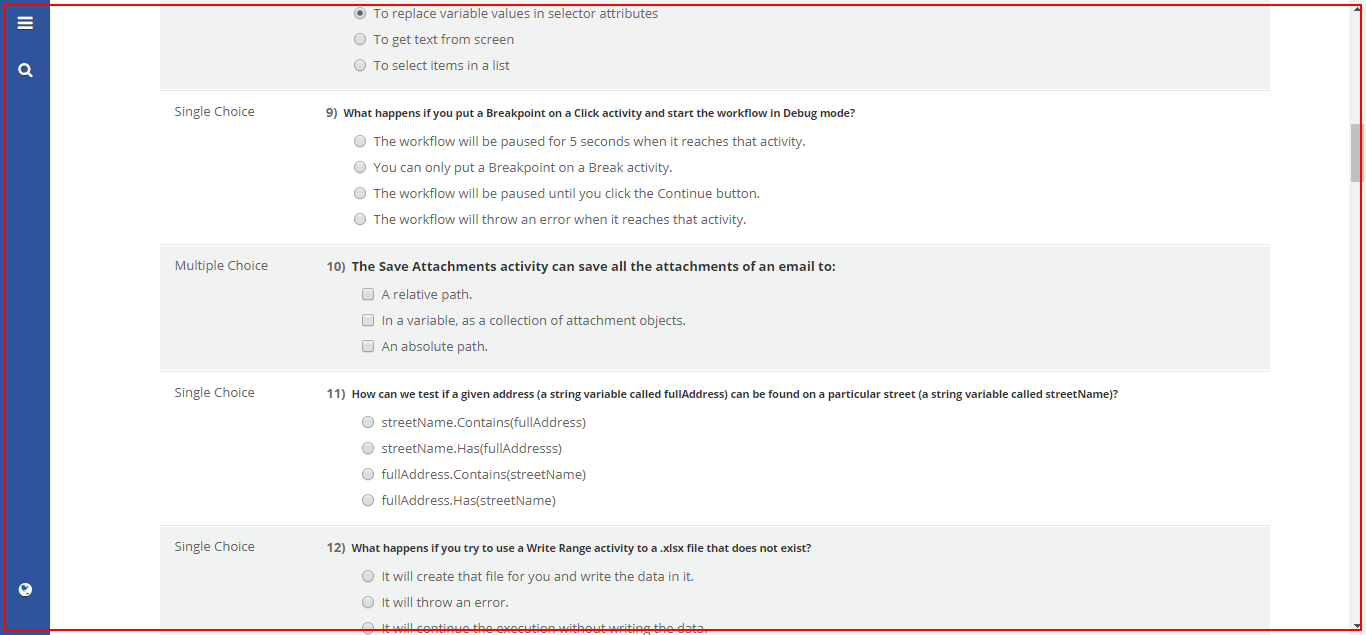 To replace variable values in selector attributes
To get text from screen
To select items in a list
Single Choice
9) What happens if you put a Breakpoint on a Click activity and start the workflow in Debug mode?
The workflow will be paused for 5 seconds when it reaches that activity.
You can only put a Breakpoint on a Break activity.
The workflow will be paused until you click the Continue button.
The workflow will throw an error when it reaches that activity.
Multiple Choice
10) The Save Attachments activity can save all the attachments of an email to:
A relative path.
In a variable, as a collection of attachment objects.
An absolute path.
Single Choice
11) How can we test if a given address (a string variable called fullAddress) can be found on a particular street (a string variable called streetName)?
streetName.Contains(fullAddress)
streetName.Has(fullAddresss)
fullAddress.Contains(streetName)
fullAddress.Has(streetName)
Single Choice
12) What happens if you try to use a Write Range activity to a .xlsx file that does not exist?
It will create that file for you and write the data in it.
It will throw an error.
It will continue the execution without writing the data.